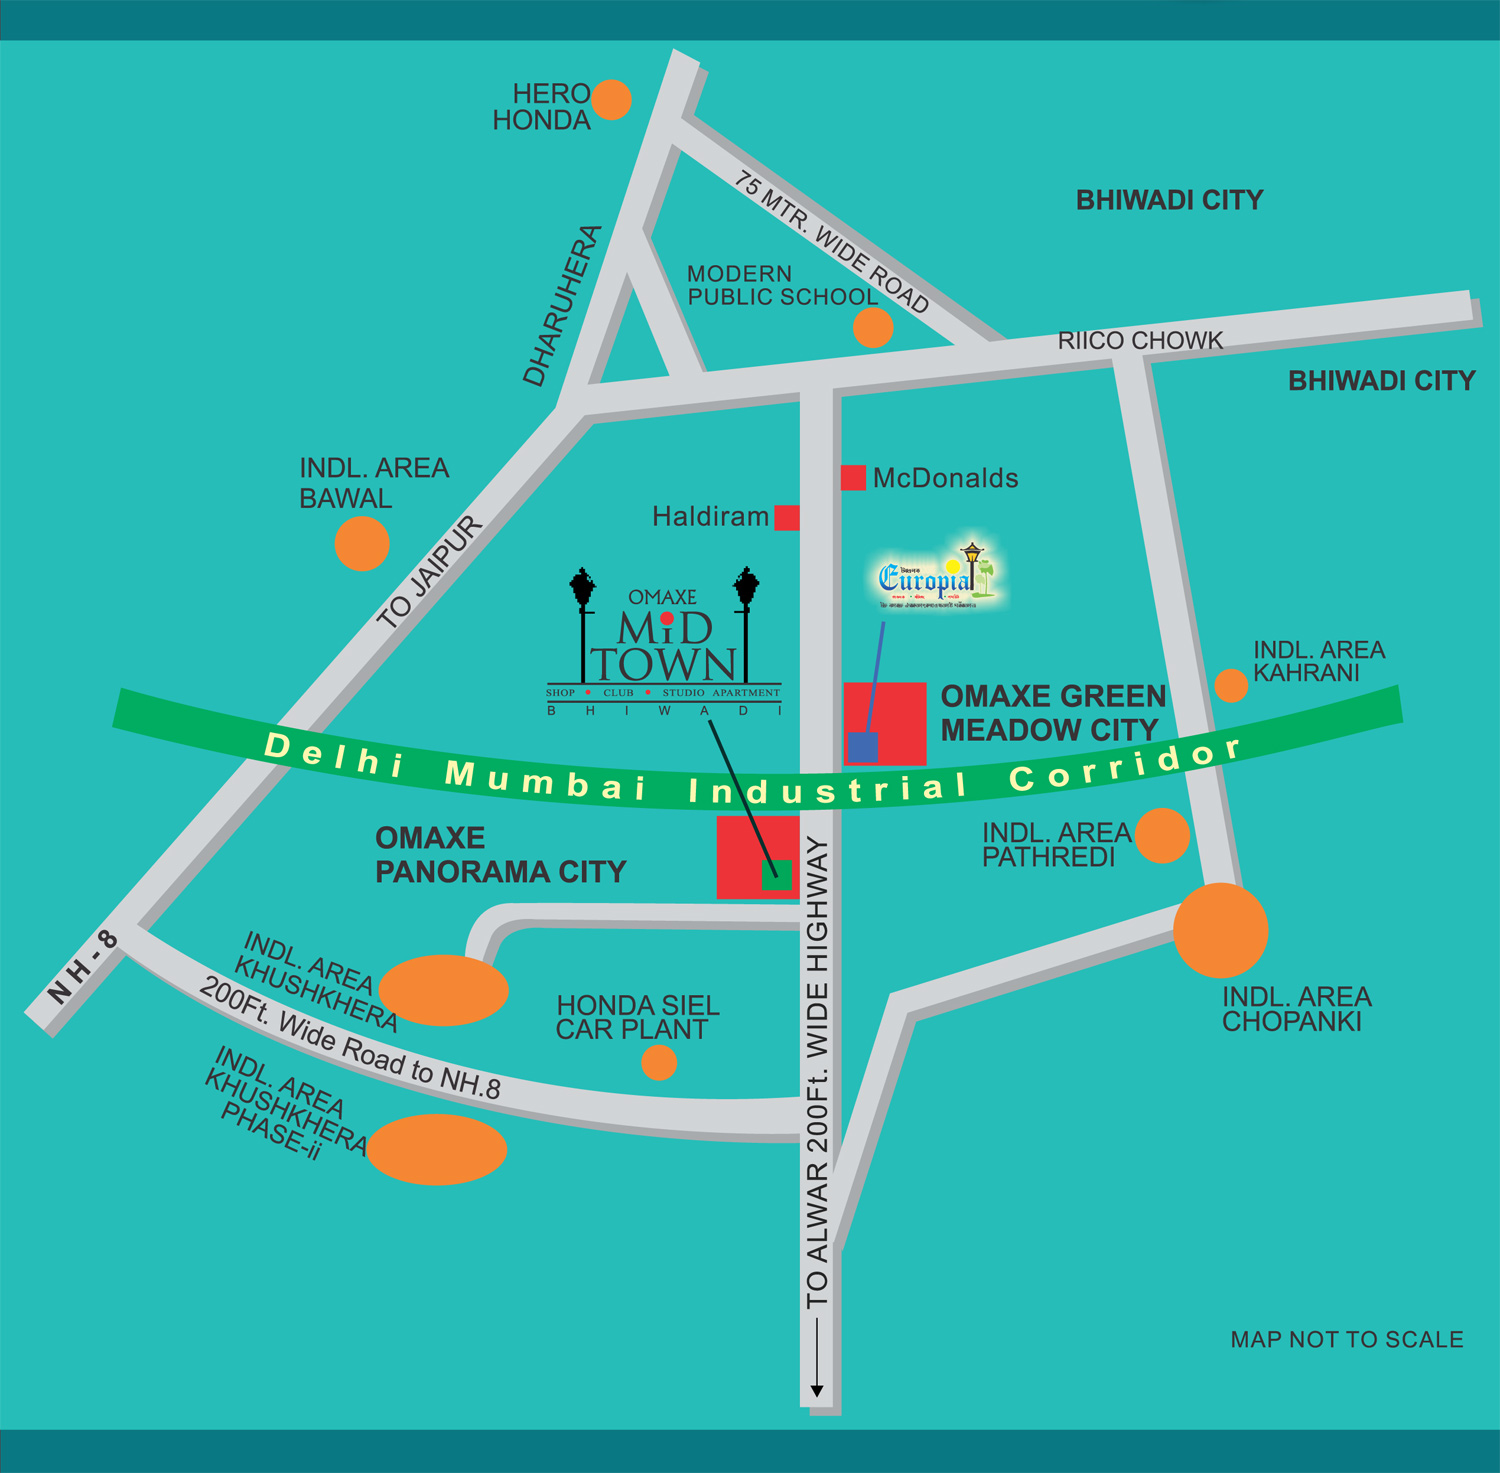 HERO
HONDA
75 MTR. WIDE ROAD
BHIWADI CITY
DHARUHERA
MODERN
PUBLIC SCHOOL
RIICO CHOWK
BHIWADI CITY
INDL. AREA
BAWAL
McDonalds
Haldiram
TO JAIPUR
OMAXE
MiD
TOWN
SHOP • CLUB • STUDIO APARTMENT
BHIWADI
Europia
INDL. AREA
KAHRANI
OMAXE GREEN
MEADOW CITY
Delhi Mumbai Industrial Corridor
OMAXE
PANORAMA CITY
INDL. AREA
PATHREDI
NH-8
INDL. AREA
KHUSHKHERA
200Ft. Wide Road to NH.8
HONDA SIEL
CAR PLANT
INDL. AREA
CHOPANKI
INDL. AREA
KHUSHKHERA
PHASE-ii
TO ALWAR 200Ft. WIDE HIGHWAY
MAP NOT TO SCALE